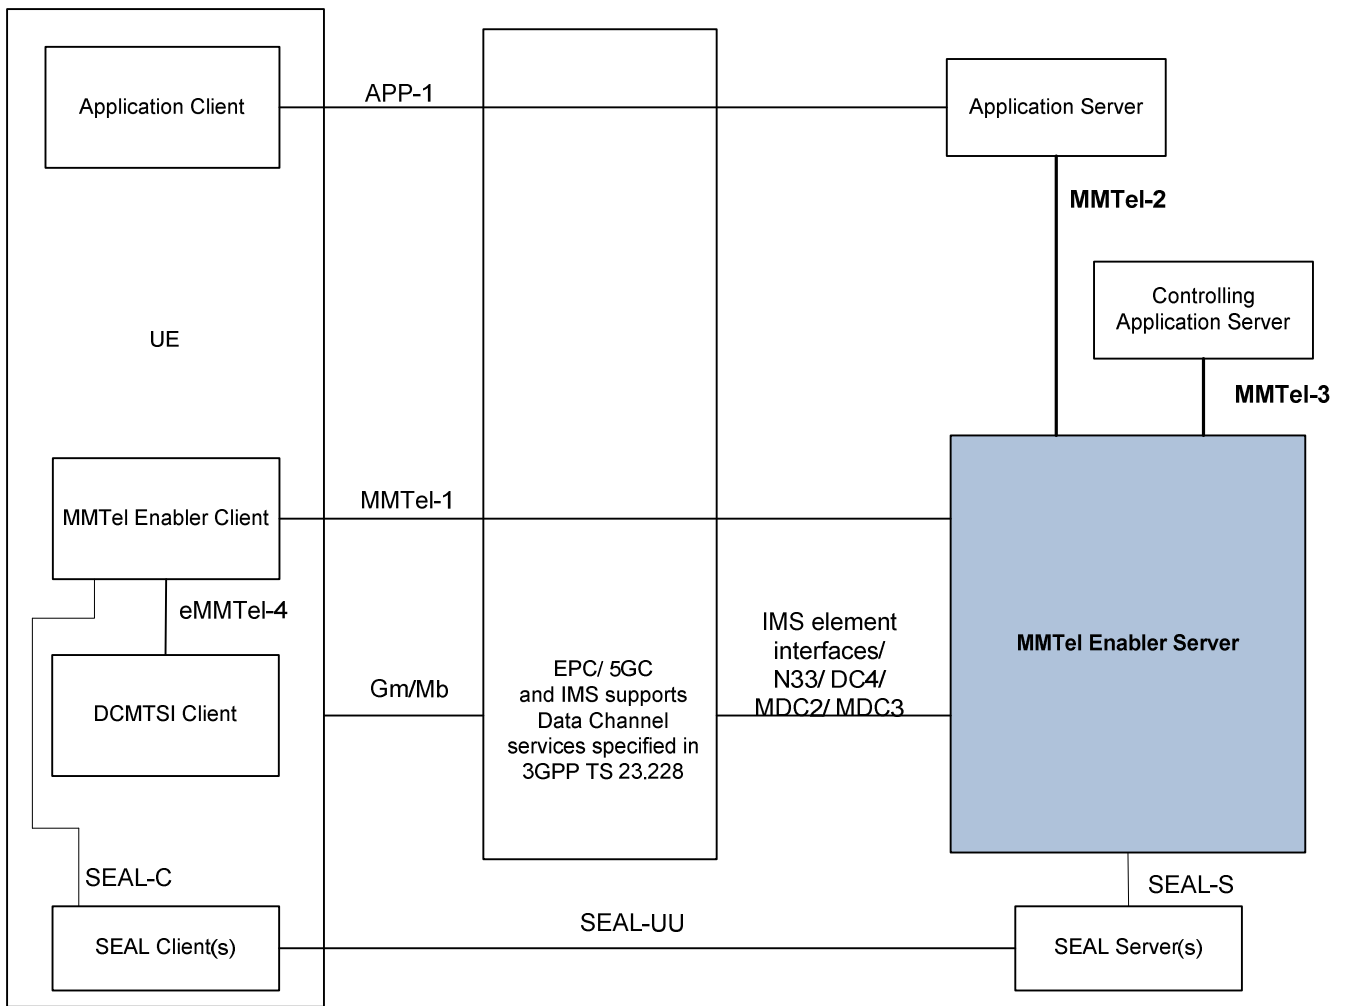 Application Client
APP-1
Application Server
MMTel-2
Controlling
Application Server
UE
MMTel-3
MMTel Enabler Client
MMTel-1
eMMTel-4
IMS element
interfaces/
N33/ DC4/
MDC2/ MDC3
MMTel Enabler Server
EPC/ 5GC
and IMS supports
Data Channel
services specified in
3GPP TS 23.228
Gm/Mb
DCMTSI Client
SEAL-C
SEAL-S
SEAL-UU
SEAL Client(s)
SEAL Server(s)